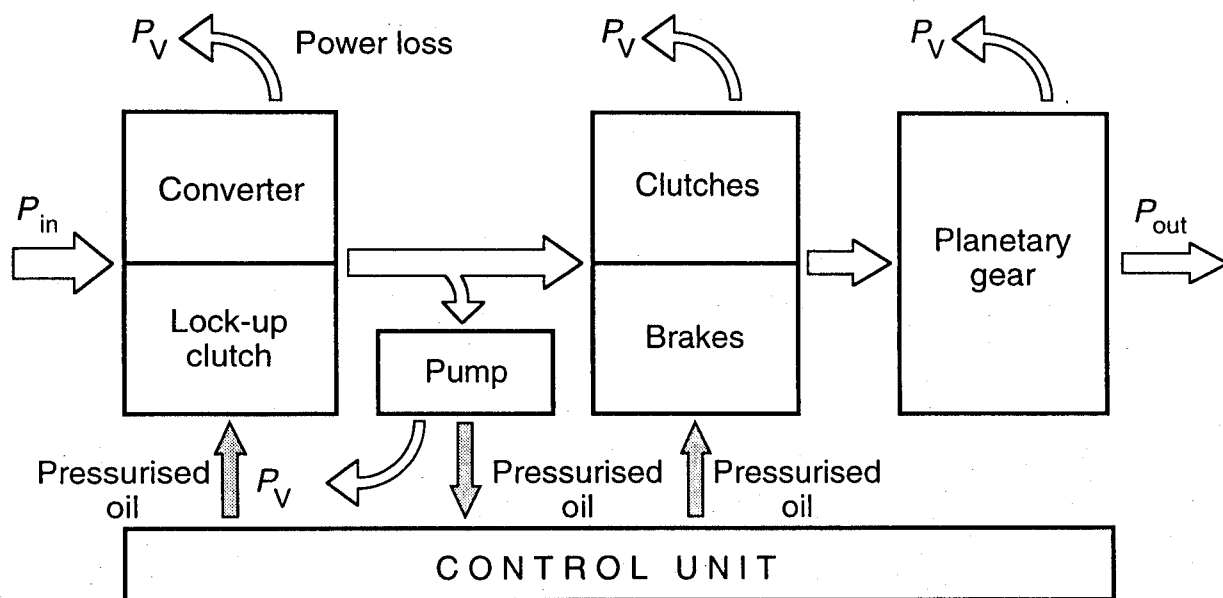 P_V
Power loss
P_V
P_V
P_in
Converter
Lock-up
clutch
Pump
Clutches
Brakes
Planetary
gear
P_out
Pressurised
oil
P_V
Pressurised
oil
Pressurised
oil
CONTROL UNIT